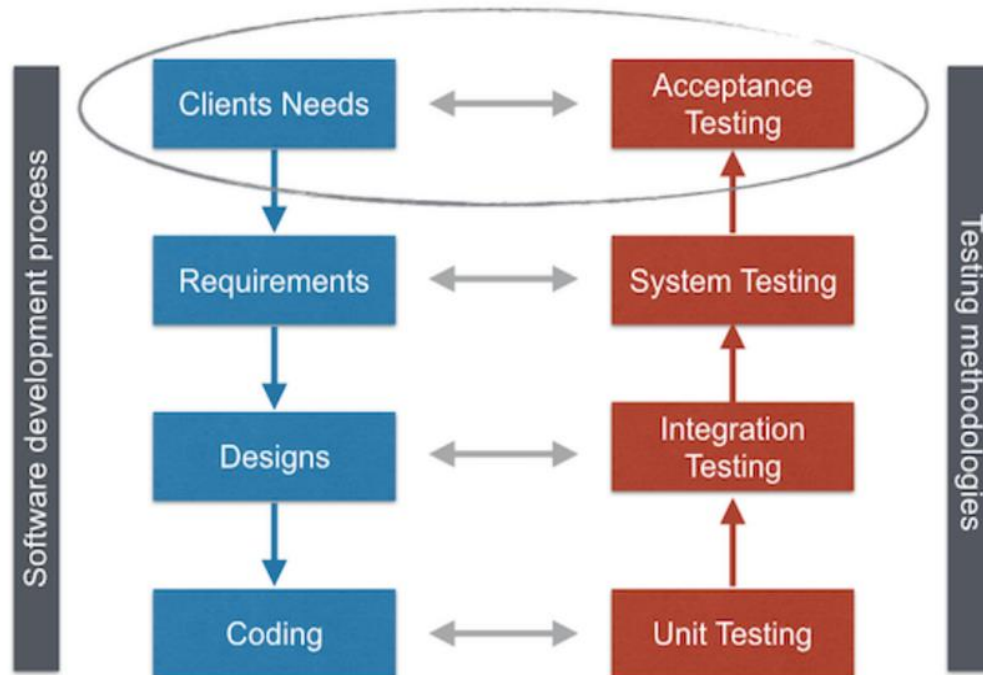 Software development process
Clients Needs
Acceptance
Testing
Requirements
System Testing
Designs
Integration
Testing
Coding
Unit Testing
Testing methodologies